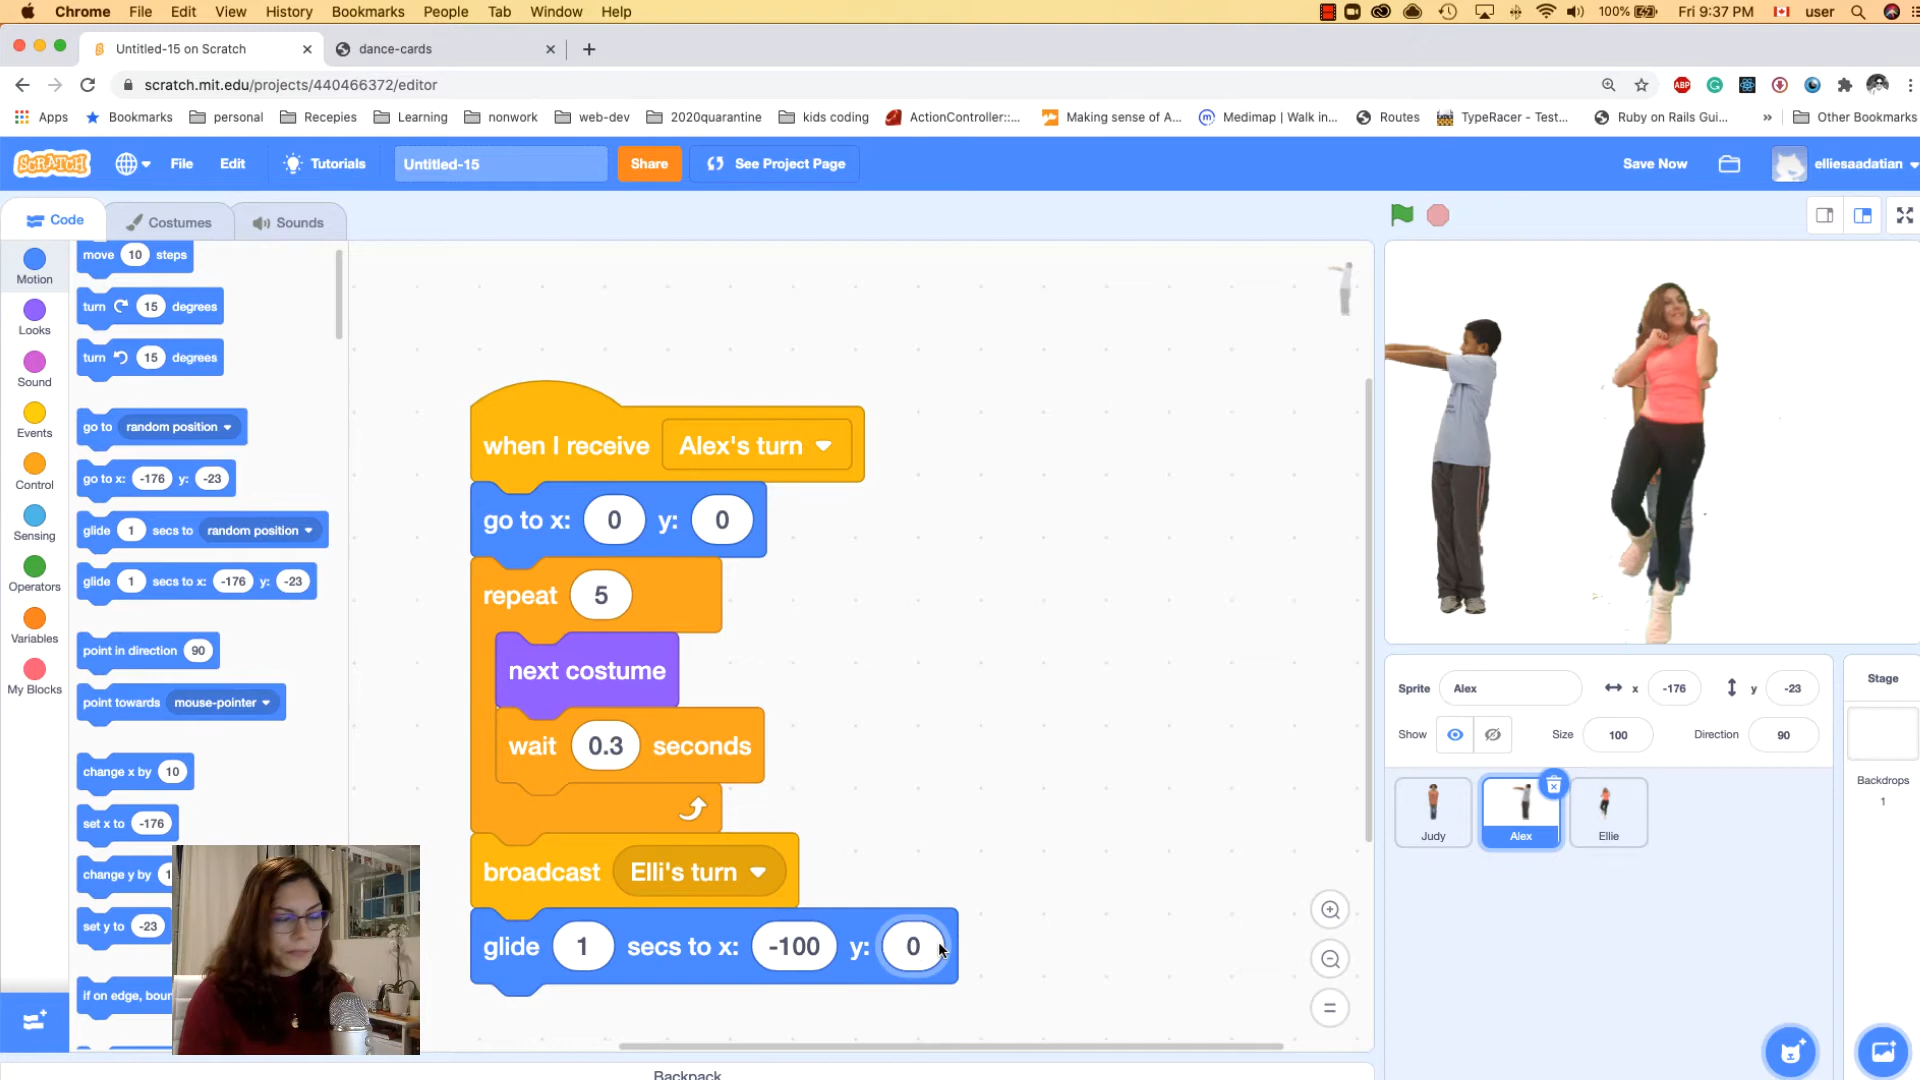 Chrome File Edit View History Bookmarks People Tab Window Help 100% Fri 9:37 PM user
Untitled-15 on Scratch dance-cards
scratch.mit.edu/projects/440466372/editor
Apps Bookmarks personal Recepies Learning nonwork web-dev 2020quarantine kids coding ActionController::... Making sense of A... Medimap | Walk in... Routes TypeRacer - Test... Ruby on Rails Gui... » Other Bookmarks
SCRATCH File Edit Tutorials Untitled-15 Share See Project Page Save Now elliesaadatian
Code Costumes Sounds
Motion
Looks
Sound
Events
Control
Sensing
Operators
Variables
My Blocks
move 10 steps
turn 15 degrees
turn 15 degrees
go to random position
go to x: -176 y: -23
glide 1 secs to random position
glide 1 secs to x: -176 y: -23
point in direction 90
point towards mouse-pointer
change x by 10
set x to -176
change y by 1
set y to -23
if on edge, boun
when I receive Alex's turn
go to x: 0 y: 0
repeat 5
next costume
wait 0.3 seconds
broadcast Elli's turn
glide 1 secs to x: -100 y: 0
Sprite Alex x -176 y -23
Show Size 100 Direction 90
Judy Alex Ellie
Stage
Backdrops
1
Backpack
ABP